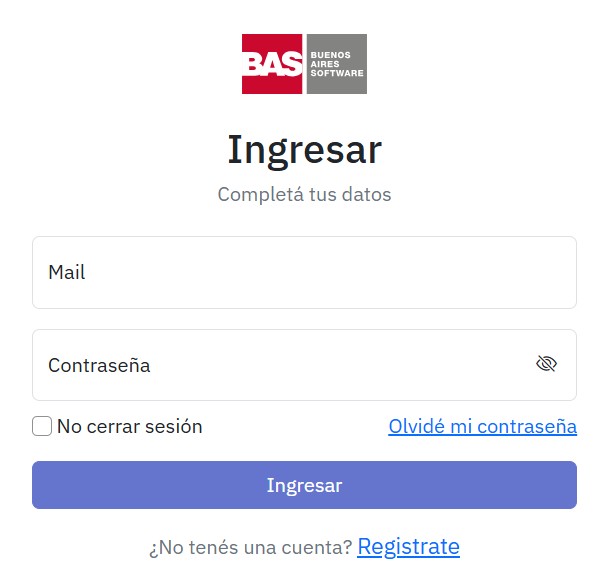 BAS
BUENOS
AIRES
SOFTWARE
Ingresar
Completá tus datos
Mail
Contraseña
No cerrar sesión
Olvidé mi contraseña
Ingresar
¿No tenés una cuenta? Registrate